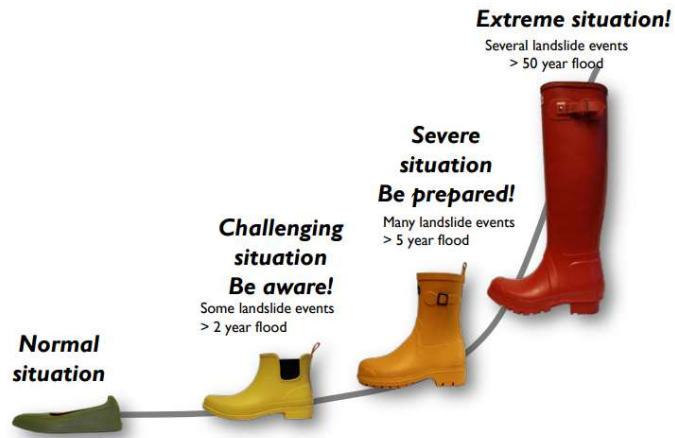 Extreme situation!
Several landslide events
> 50 year flood
Severe
situation
Be prepared!
Many landslide events
> 5 year flood
Challenging
situation
Be aware!
Some landslide events
> 2 year flood
Normal
situation